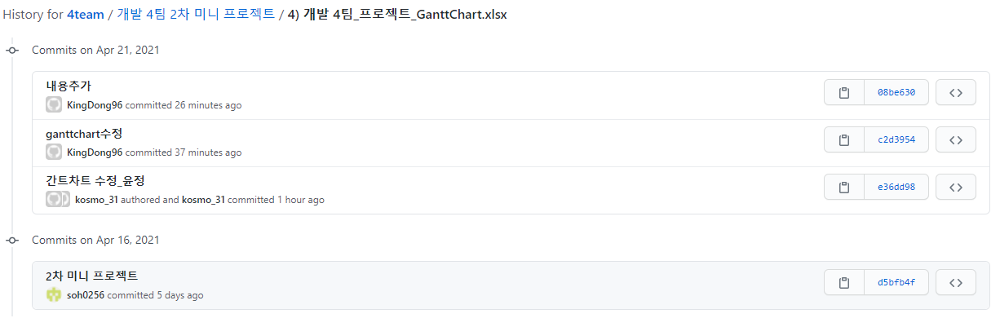 History for 4team / 개발 4팀 2차 미니 프로젝트 / 4) 개발 4팀_프로젝트_GanttChart.xlsx
Commits on Apr 21, 2021
내용추가
08be630
KingDong96 committed 26 minutes ago
ganttchart수정
c2d3954
KingDong96 committed 37 minutes ago
간트차트 수정_윤정
e36dd98
kosmo_31 authored and kosmo_31 committed 1 hour ago
Commits on Apr 16, 2021
2차 미니 프로젝트
d5bfb4f
soh0256 committed 5 days ago